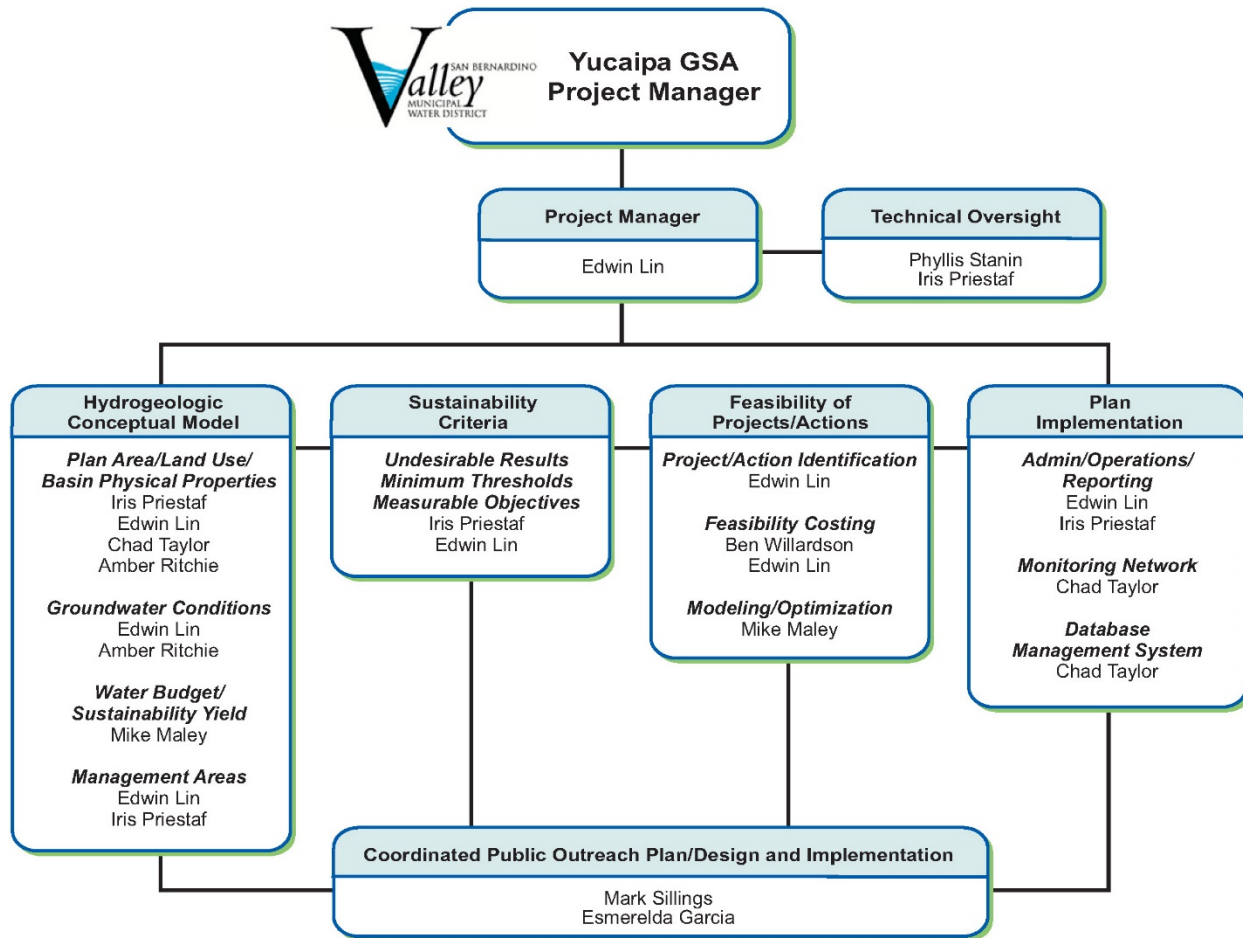 SAN BERNARDINO
Valley
MUNICIPAL
WATER DISTRICT
Yucaipa GSA
Project Manager
Project Manager
Edwin Lin
Technical Oversight
Phyllis Stanin
Iris Priestaf
Hydrogeologic
Conceptual Model
Plan Area/Land Use/
Basin Physical Properties
Iris Priestaf
Edwin Lin
Chad Taylor
Amber Ritchie
Groundwater Conditions
Edwin Lin
Amber Ritchie
Water Budget/
Sustainability Yield
Mike Maley
Management Areas
Edwin Lin
Iris Priestaf
Sustainability
Criteria
Undesirable Results
Minimum Thresholds
Measurable Objectives
Iris Priestaf
Edwin Lin
Feasibility of
Projects/Actions
Project/Action Identification
Edwin Lin
Feasibility Costing
Ben Willardson
Edwin Lin
Modeling/Optimization
Mike Maley
Plan
Implementation
Admin/Operations/
Reporting
Edwin Lin
Iris Priestaf
Monitoring Network
Chad Taylor
Database
Management System
Chad Taylor
Coordinated Public Outreach Plan/Design and Implementation
Mark Sillings
Esmerelda Garcia